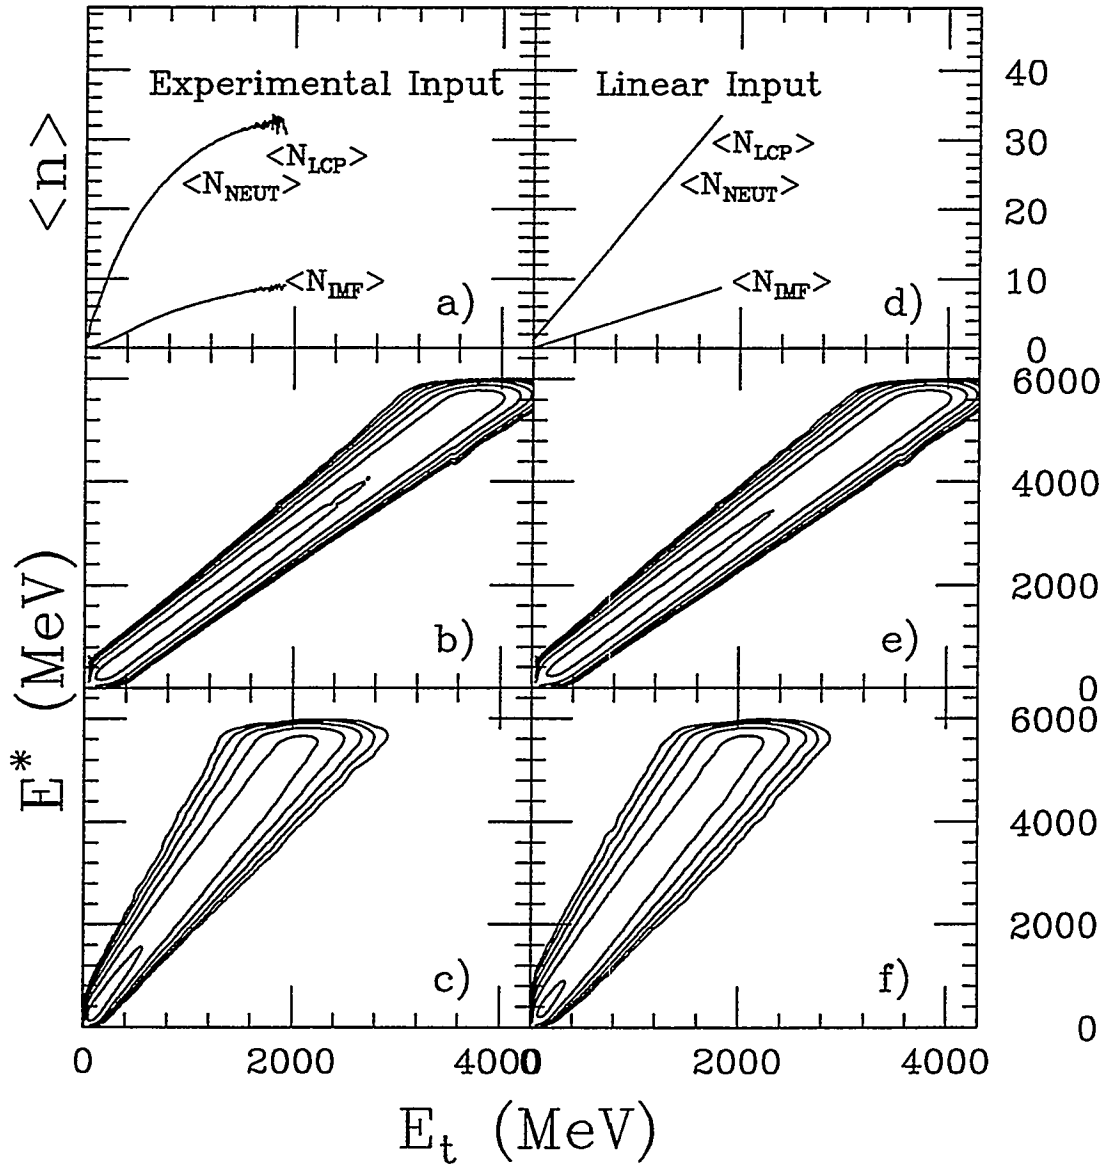 Experimental Input
Linear Input
<n>
40
30
20
10
0
<N_LCP>
<N_NEUT>
<N_IMF>
a)
<N_LCP>
<N_NEUT>
<N_IMF>
d)
E* (MeV)
6000
4000
2000
0
b)
e)
6000
4000
2000
0
c)
f)
0
2000
4000
0
2000
4000
E_t (MeV)